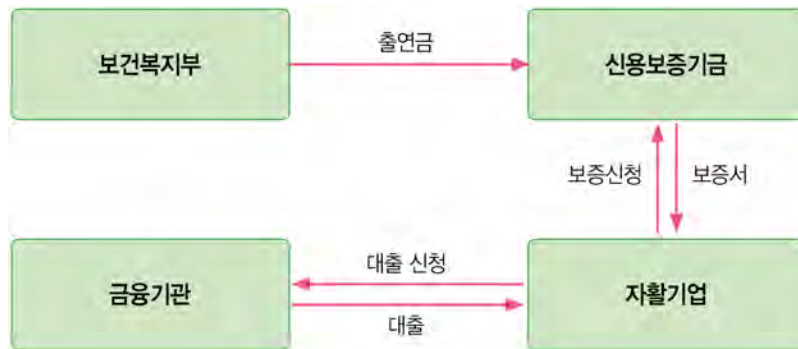 출연금
보건복지부
신용보증기금
보증신청
보증서
대출 신청
금융기관
자활기업
대출